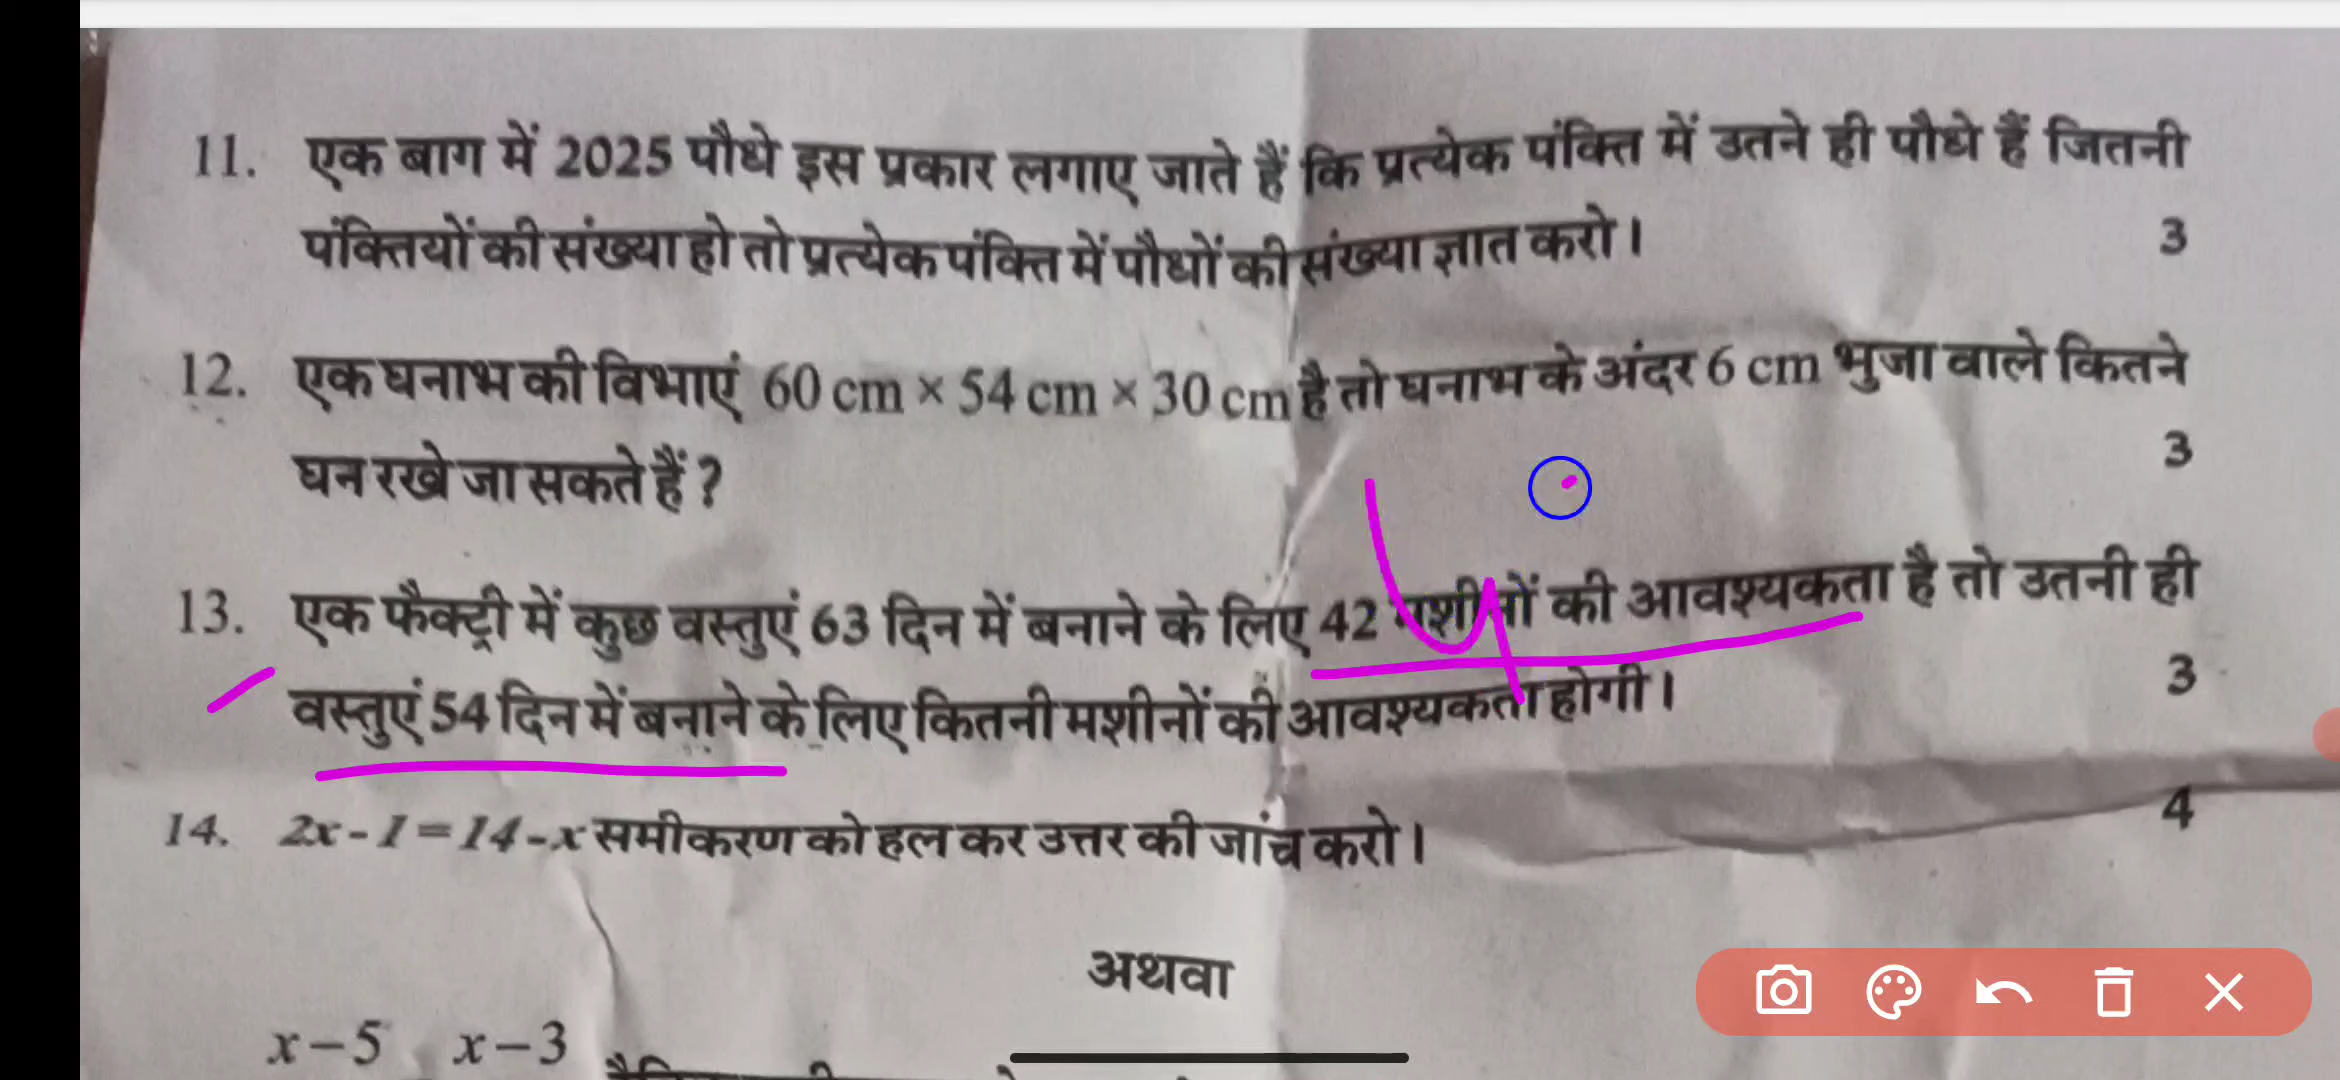 11. एक बाग में 2025 पौधे इस प्रकार लगाए जाते हैं कि प्रत्येक पंक्ति में उतने ही पौधे हैं जितनी
पंक्तियों की संख्या हो तो प्रत्येक पंक्ति में पौधों की संख्या ज्ञात करो। 3
12. एक घनाभ की विभाएं 60 cm × 54 cm × 30 cm है तो घनाभ के अंदर 6 cm भुजा वाले कितने
घन रखे जा सकते हैं ? 3
13. एक फैक्ट्री में कुछ वस्तुएं 63 दिन में बनाने के लिए 42 मशीनों की आवश्यकता है तो उतनी ही
वस्तुएं 54 दिन में बनाने के लिए कितनी मशीनों की आवश्यकता होगी। 3
14. 2x - 1 = 14 - x समीकरण को हल कर उत्तर की जांच करो। 4
अथवा
x - 5 x - 3